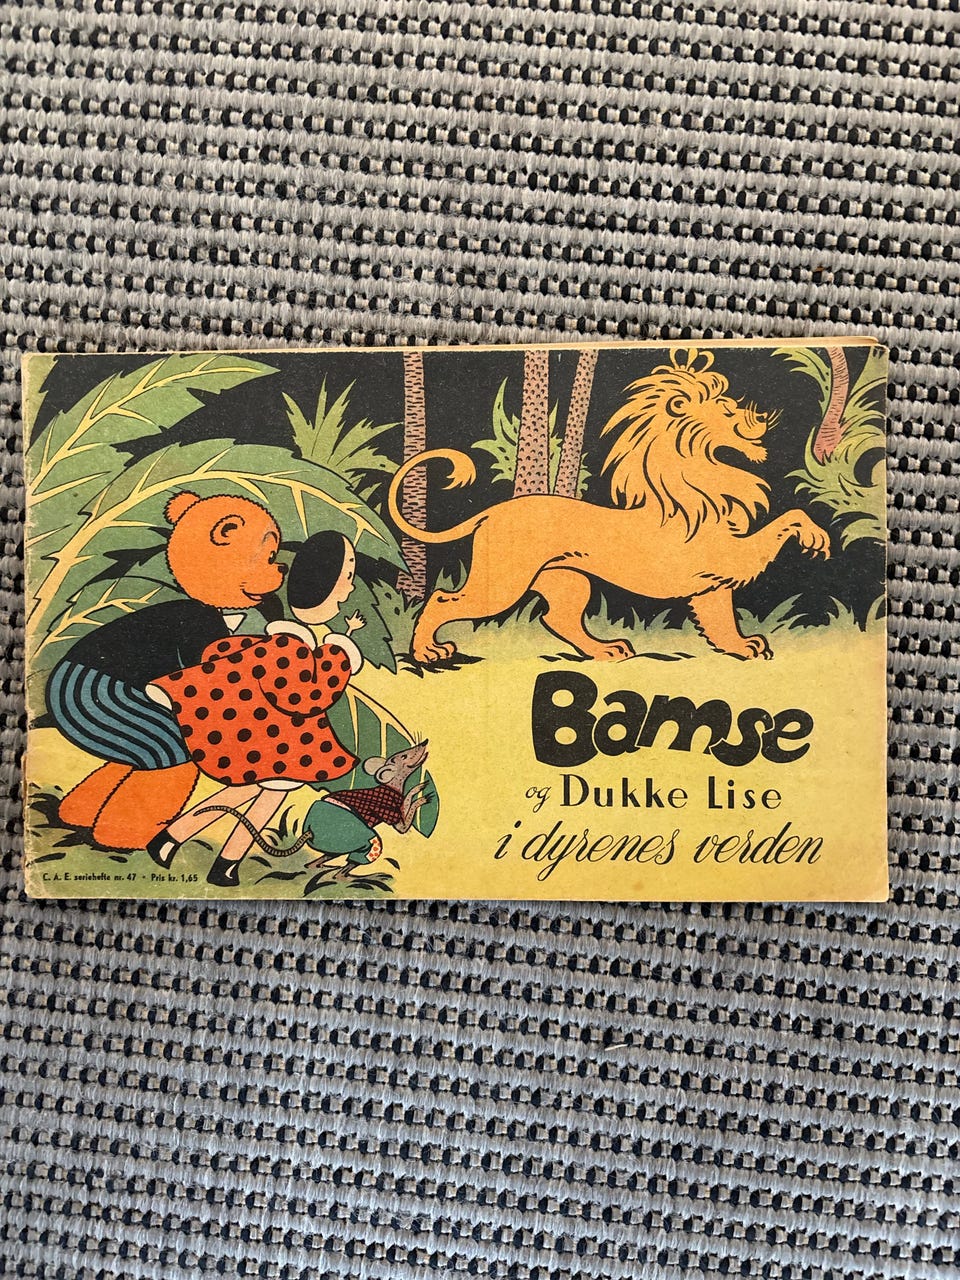 Bamse
og Dukke Lise
i dyrenes verden
C. A. E. seriehefte nr. 47 • Pris kr. 1,65